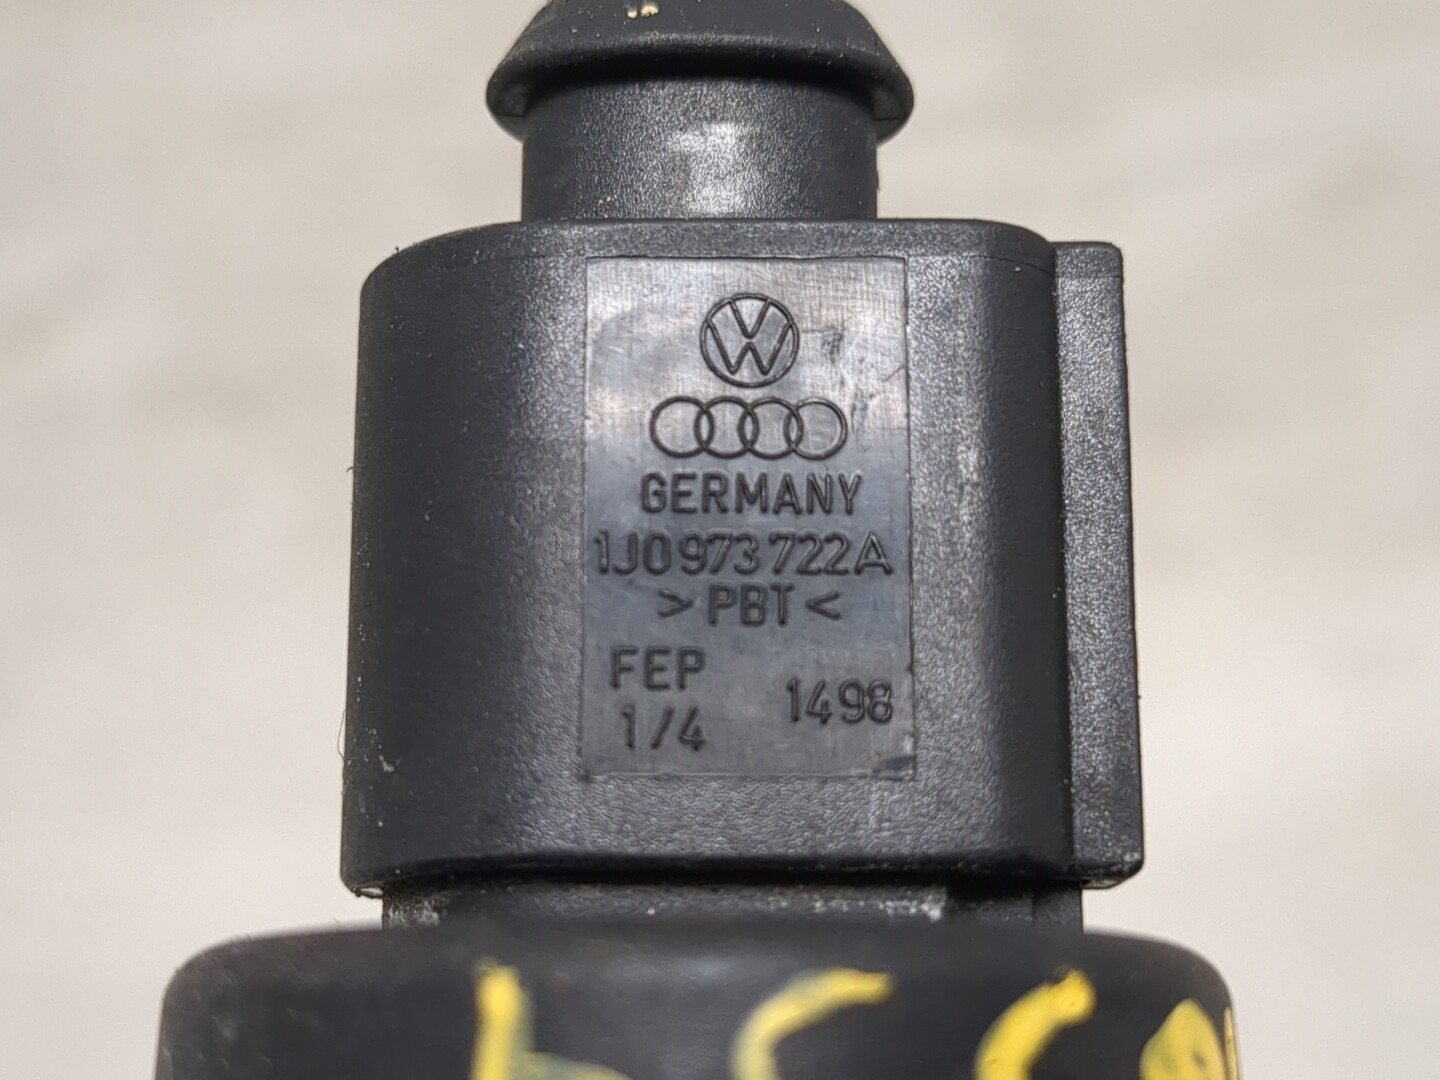 GERMANY
1J0 973 722 A
> PBT <
FEP 1498
1/4